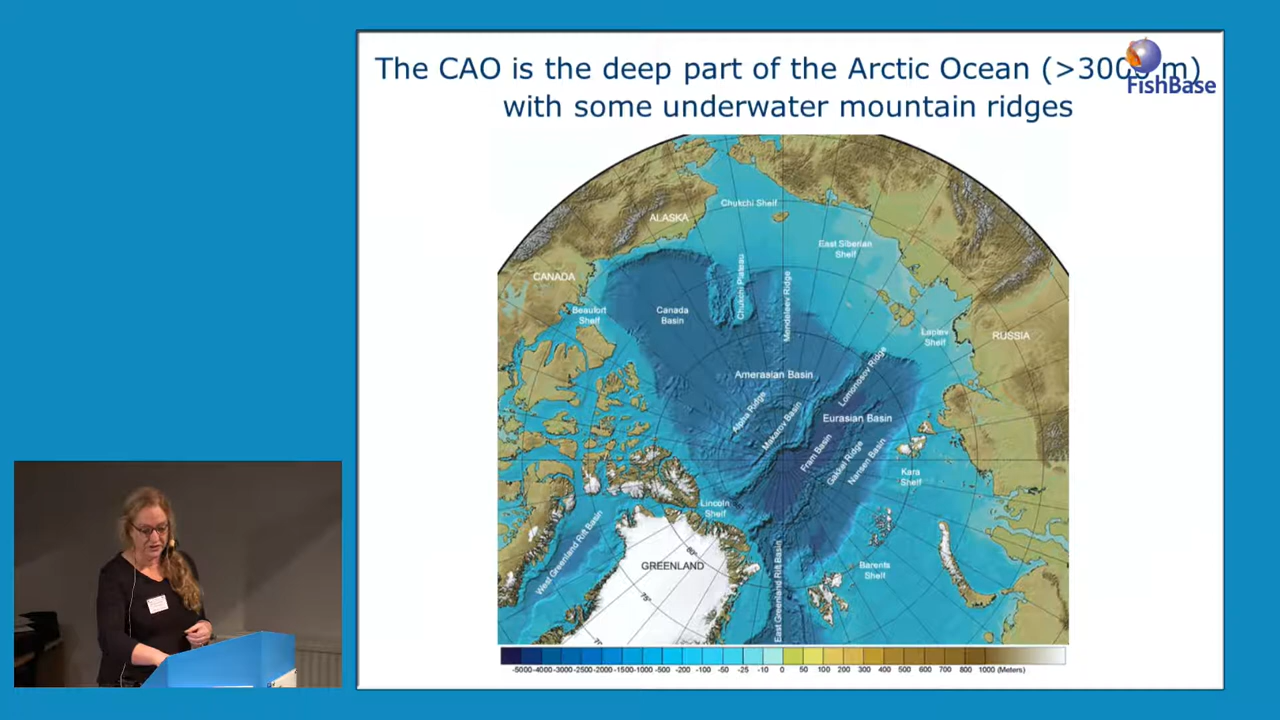 The CAO is the deep part of the Arctic Ocean (>3000 m)
with some underwater mountain ridges
FishBase
Chukchi Shelf
ALASKA
East Siberian
Shelf
CANADA
Chukchi Plateau
Mendeleev Ridge
Beaufort
Shelf
Canada
Basin
Laptev
Shelf
RUSSIA
Amerasian Basin
Lomonosov Ridge
Alpha Ridge
Makarov Basin
Eurasian Basin
Fram Basin
Gakkel Ridge
Nansen Basin
Kara
Shelf
Lincoln
Shelf
West Greenland Rift Basin
GREENLAND
80°
75°
East Greenland Rift Basin
Barents
Shelf
-5000 -4000 -3000 -2000 -1500 -1000 -500 -200 -100 -50 -25 -10 0 50 100 200 300 400 500 600 700 800 1000 (Meters)